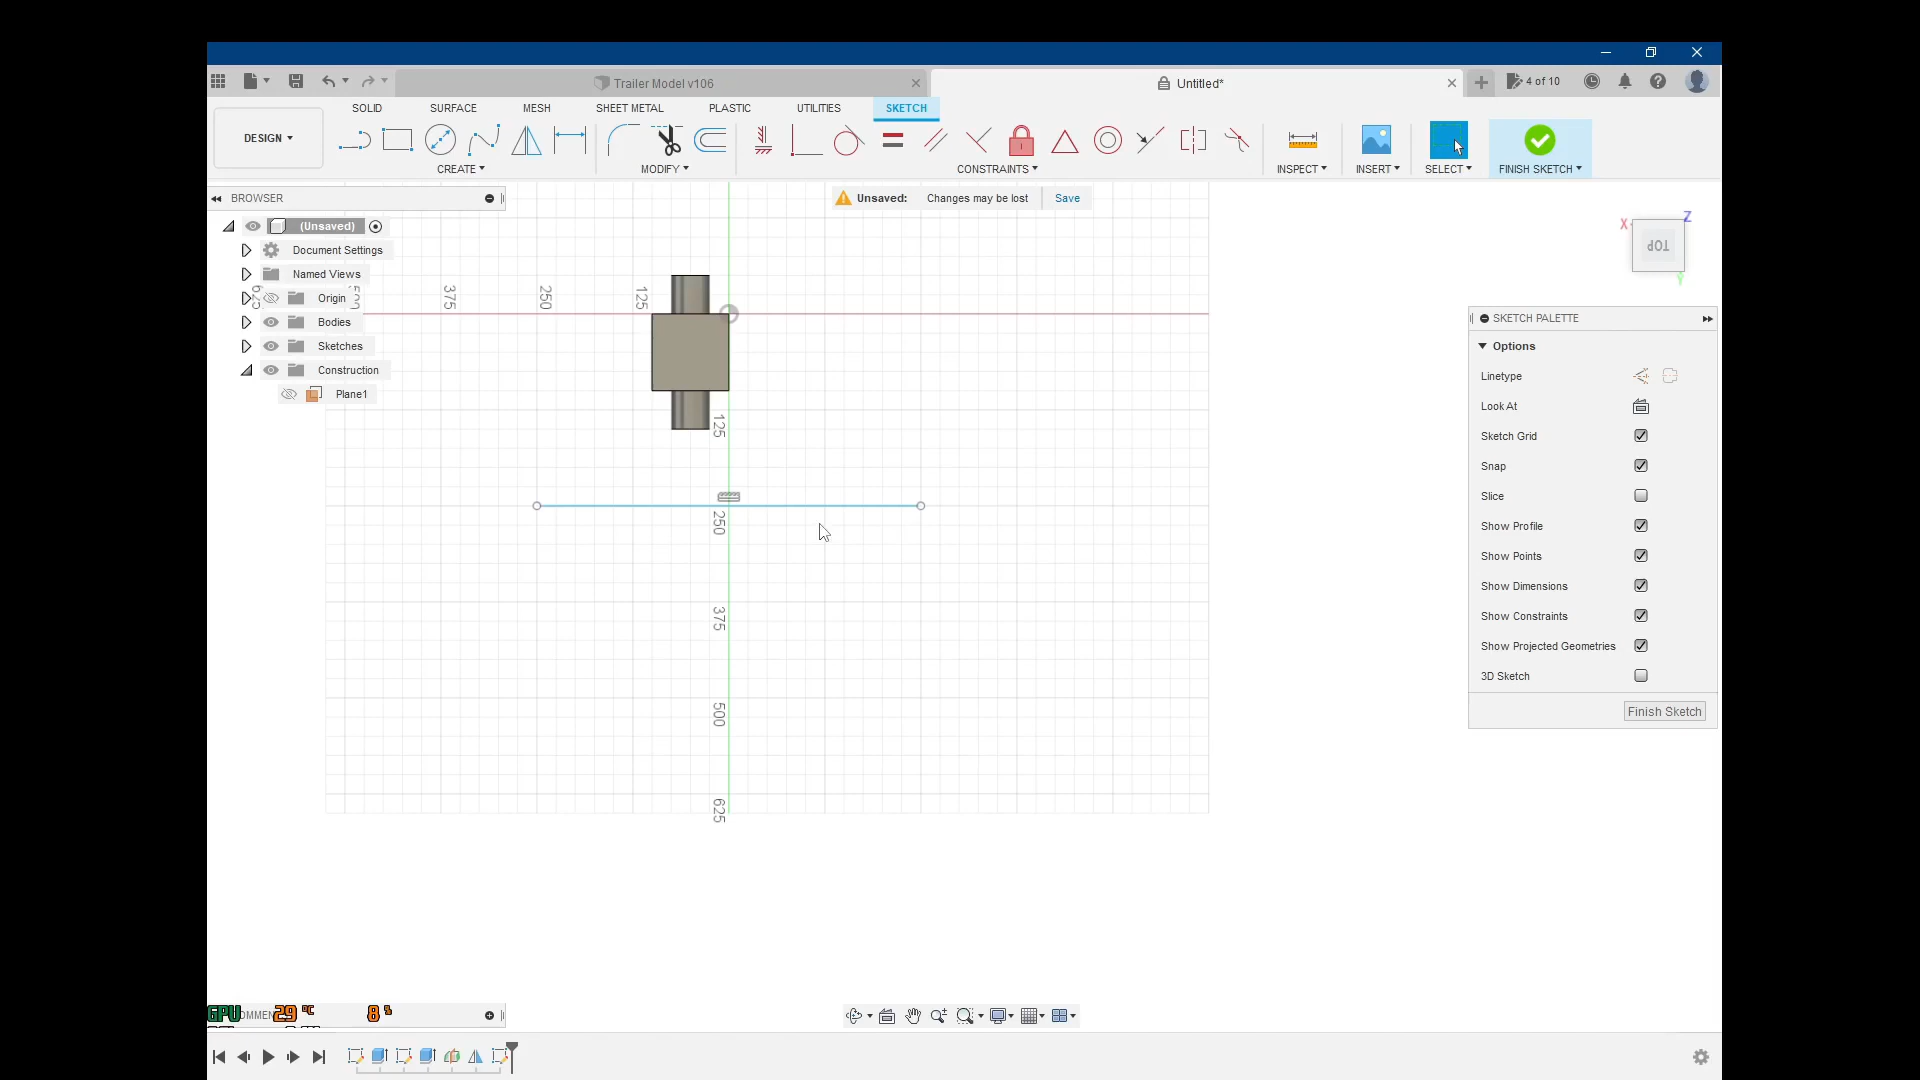 Trailer Model v106
Untitled*
4 of 10
SOLID
SURFACE
MESH
SHEET METAL
PLASTIC
UTILITIES
SKETCH
DESIGN
CREATE
MODIFY
CONSTRAINTS
INSPECT
INSERT
SELECT
FINISH SKETCH
BROWSER
Unsaved:
Changes may be lost
Save
(Unsaved)
Document Settings
Named Views
Origin
Bodies
Sketches
Construction
Plane1
375
250
125
125
250
375
500
625
X
Z
TOP
SKETCH PALETTE
Options
Linetype
Look At
Sketch Grid
Snap
Slice
Show Profile
Show Points
Show Dimensions
Show Constraints
Show Projected Geometries
3D Sketch
Finish Sketch
GPU
29 °C
8 %